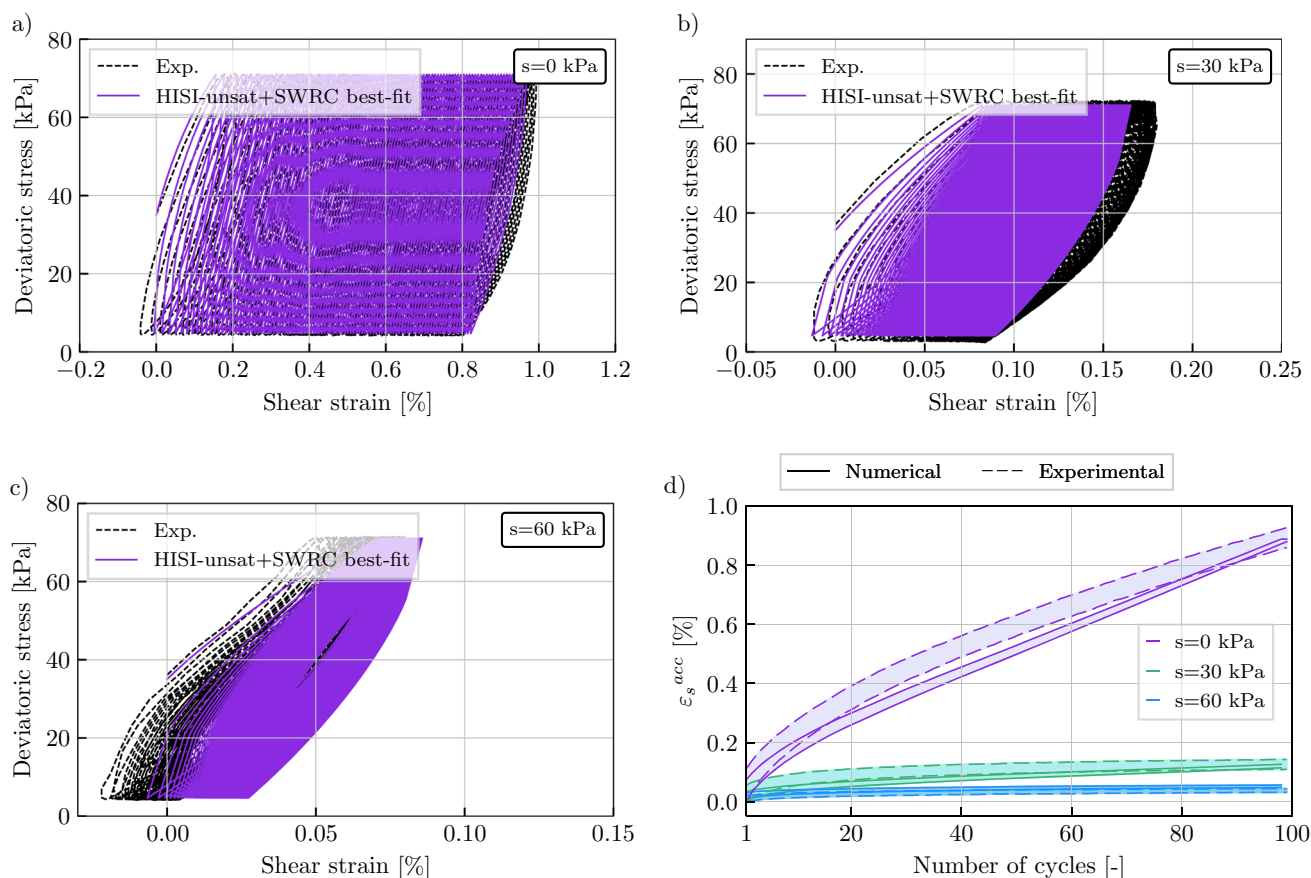 a)
Exp.
HISI-unsat+SWRC best-fit
s=0 kPa
Deviatoric stress [kPa]
80
60
40
20
0
−0.2 0.0 0.2 0.4 0.6 0.8 1.0 1.2
Shear strain [%]
b)
Exp.
HISI-unsat+SWRC best-fit
s=30 kPa
Deviatoric stress [kPa]
80
60
40
20
0
−0.05 0.00 0.05 0.10 0.15 0.20 0.25
Shear strain [%]
c)
Exp.
HISI-unsat+SWRC best-fit
s=60 kPa
Deviatoric stress [kPa]
80
60
40
20
0
0.00 0.05 0.10 0.15
Shear strain [%]
Numerical Experimental
d)
s=0 kPa
s=30 kPa
s=60 kPa
εₛᵃᶜᶜ [%]
1.0
0.8
0.6
0.4
0.2
0.0
1 20 40 60 80 100
Number of cycles [-]